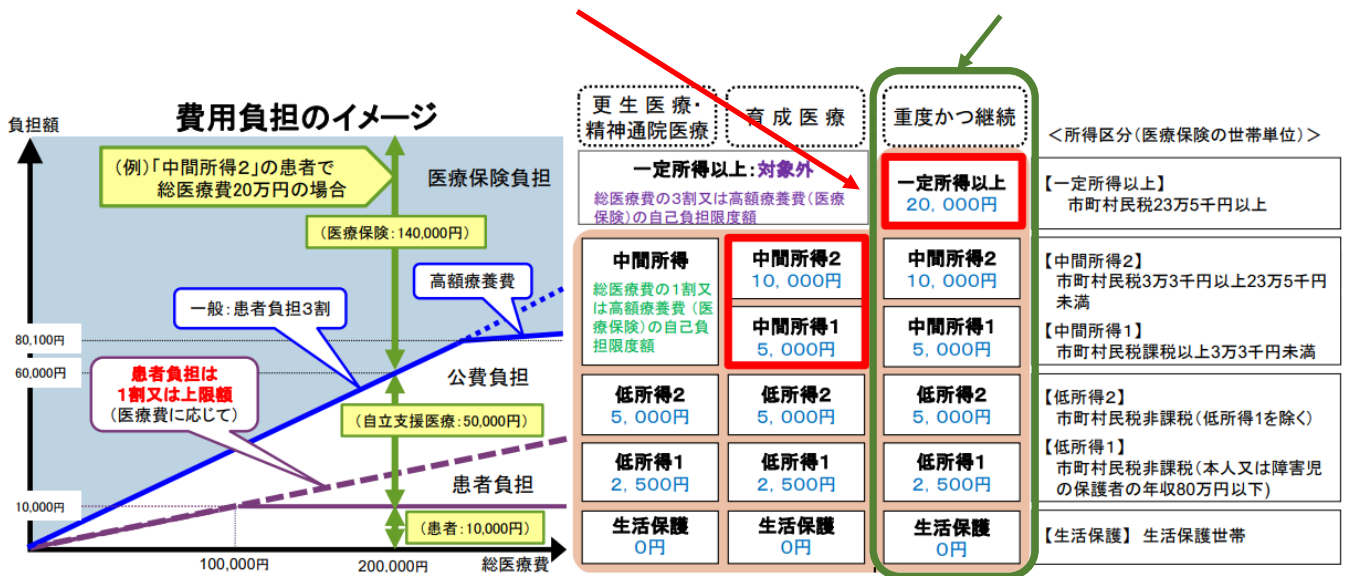 費用負担のイメージ
負担額
(例)「中間所得2」の患者で
総医療費20万円の場合
医療保険負担
(医療保険:140,000円)
高額療養費
一般:患者負担3割
80,100円
60,000円
患者負担は
1割又は上限額
(医療費に応じて)
公費負担
(自立支援医療:50,000円)
患者負担
10,000円
(患者:10,000円)
100,000円
200,000円
総医療費
更生医療・
精神通院医療
育成医療
重度かつ継続
一定所得以上:対象外
総医療費の3割又は高額療養費(医療
保険)の自己負担限度額
一定所得以上
20,000円
中間所得
総医療費の1割又
は高額療養費(医
療保険)の自己負
担限度額
中間所得2
10,000円
中間所得1
5,000円
中間所得2
10,000円
中間所得1
5,000円
低所得2
5,000円
低所得2
5,000円
低所得2
5,000円
低所得1
2,500円
低所得1
2,500円
低所得1
2,500円
生活保護
0円
生活保護
0円
生活保護
0円
<所得区分(医療保険の世帯単位)>
【一定所得以上】
市町村民税23万5千円以上
【中間所得2】
市町村民税3万3千円以上23万5千円
未満
【中間所得1】
市町村民税課税以上3万3千円未満
【低所得2】
市町村民税非課税(低所得1を除く)
【低所得1】
市町村民税非課税(本人又は障害児
の保護者の年収80万円以下)
【生活保護】 生活保護世帯